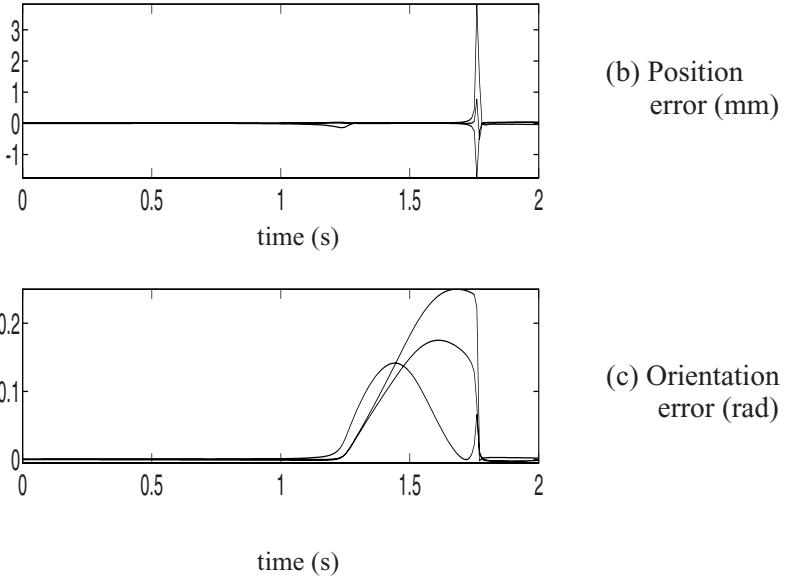 3
2
1
0
-1
0 0.5 1 1.5 2
time (s)
(b) Position
error (mm)
0.2
0.1
0
0 0.5 1 1.5 2
time (s)
(c) Orientation
error (rad)